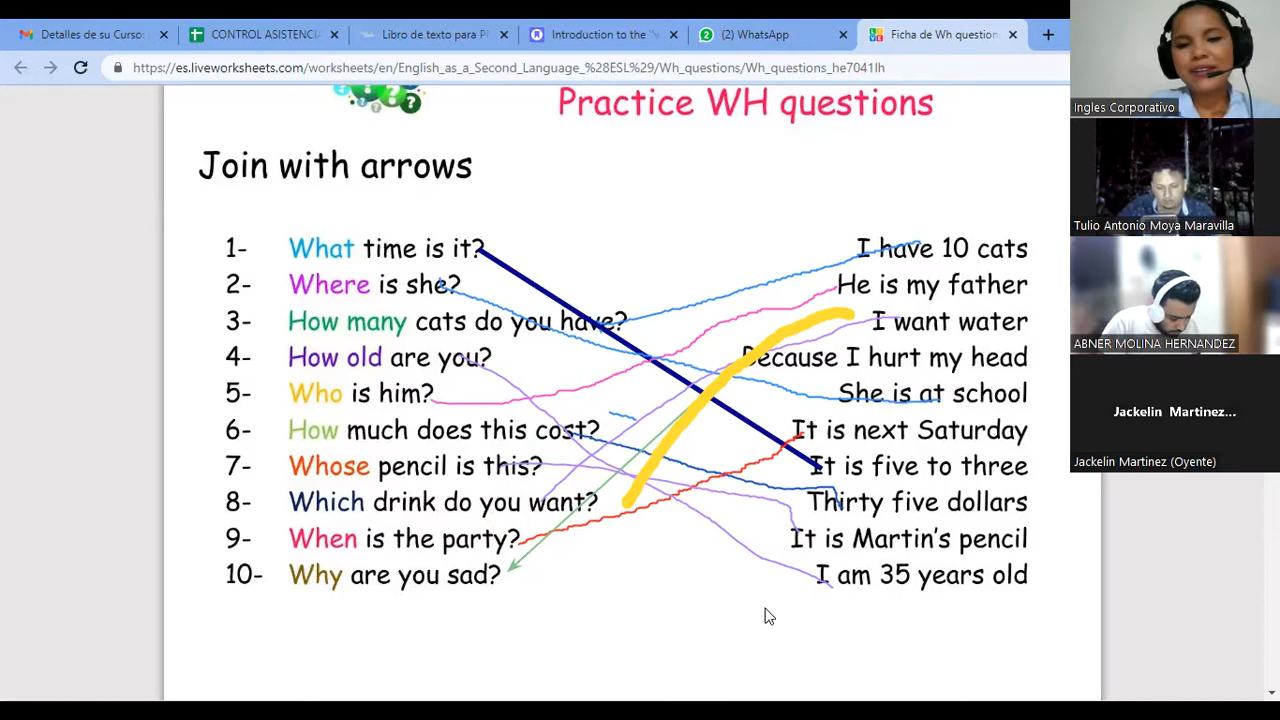 Detalles de su Curso:
CONTROL ASISTENCIA
Libro de texto para P
Introduction to the "v
(2) WhatsApp
Ficha de Wh question
https://es.liveworksheets.com/worksheets/en/English_as_a_Second_Language_%28ESL%29/Wh_questions/Wh_questions_he7041lh
Practice WH questions
Join with arrows
1- What time is it? I have 10 cats
2- Where is she? He is my father
3- How many cats do you have? I want water
4- How old are you? Because I hurt my head
5- Who is him? She is at school
6- How much does this cost? It is next Saturday
7- Whose pencil is this? It is five to three
8- Which drink do you want? Thirty five dollars
9- When is the party? It is Martin's pencil
10- Why are you sad? I am 35 years old
Ingles Corporativo
Tulio Antonio Moya Maravilla
ABNER MOLINA HERNANDEZ
Jackelin Martinez...
Jackelin Martinez (Oyente)